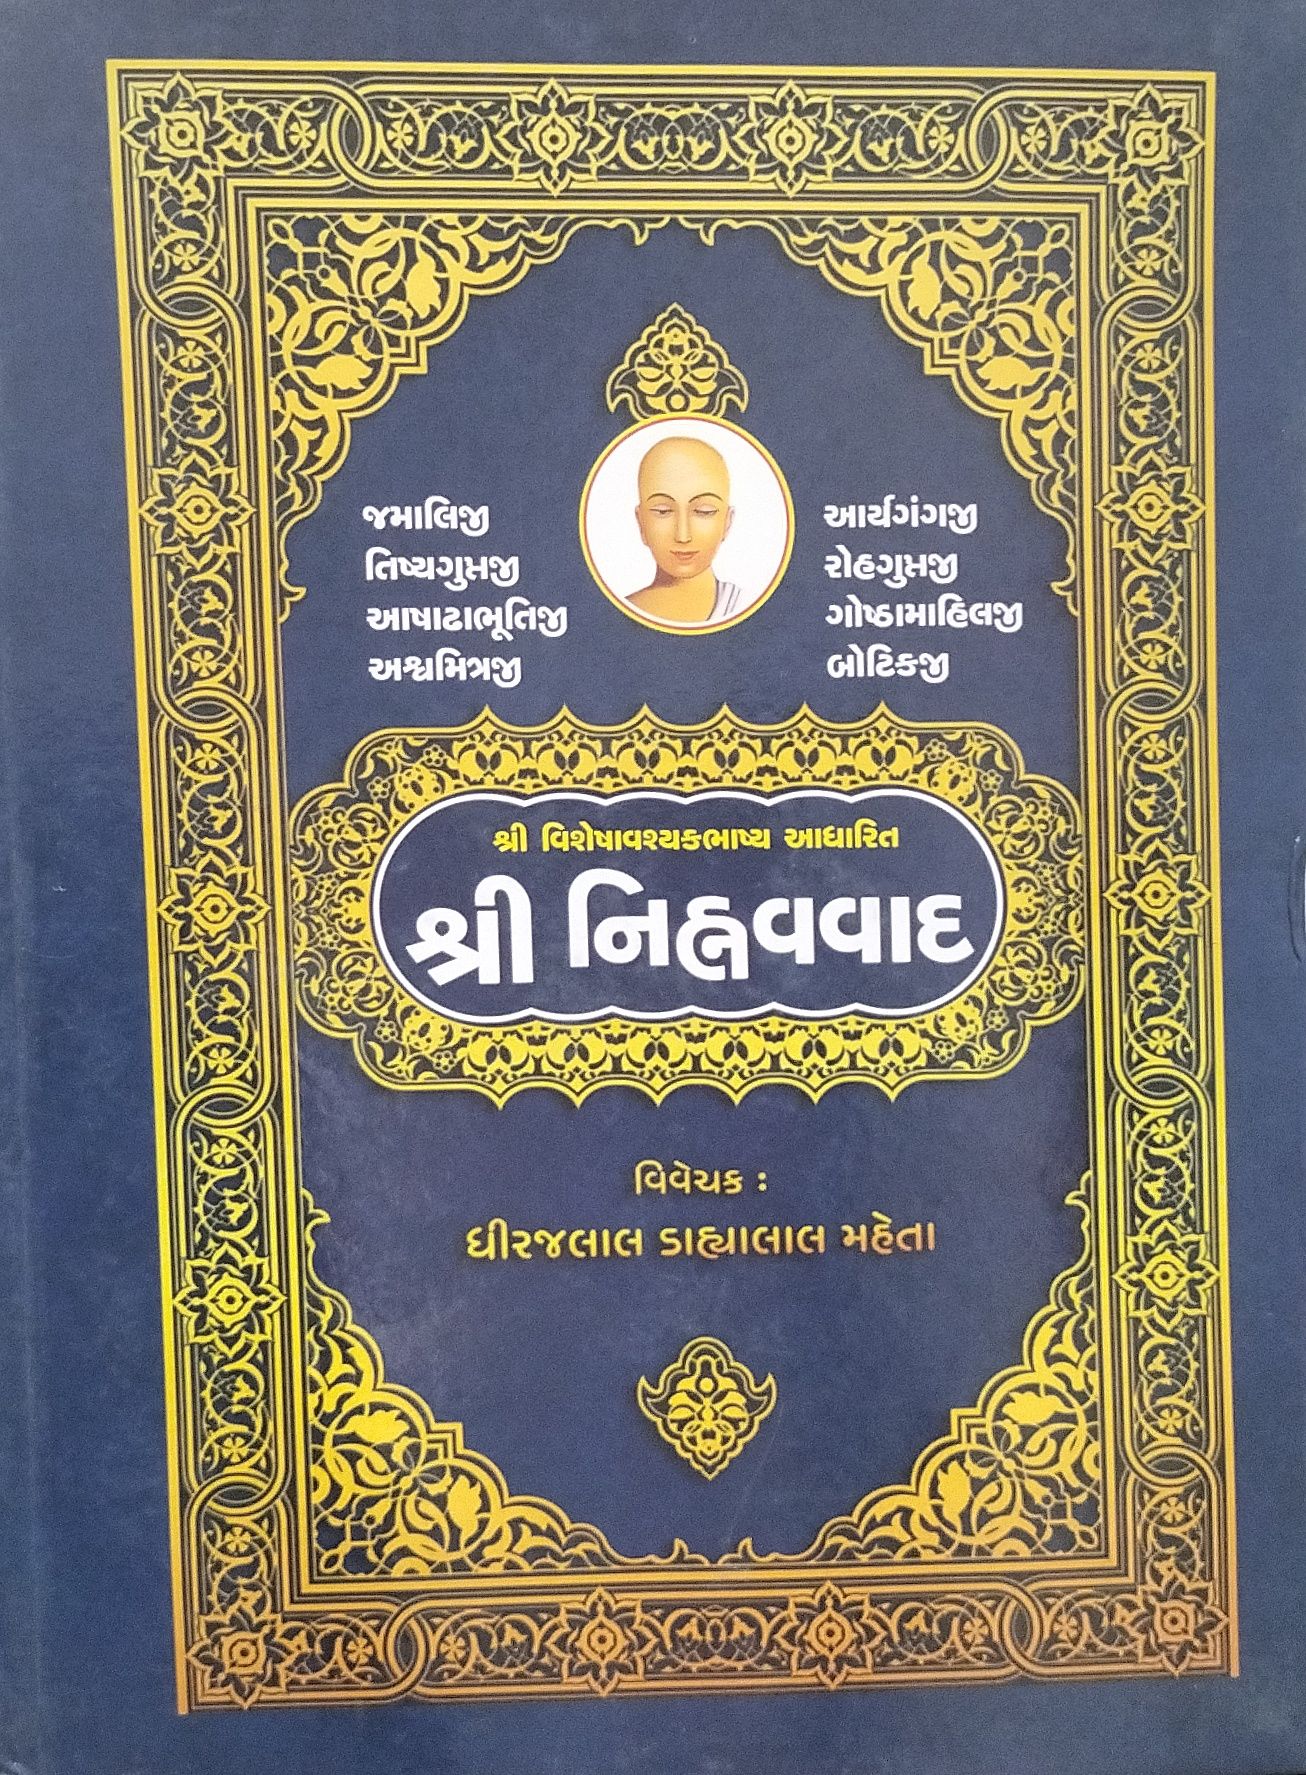 જમાલિજી
તિષ્યગુપ્તજી
આષાઢાભૂતિજી
અશ્વમિત્રજી
આર્યગંગજી
રોહગુપ્તજી
ગોષ્ઠામાહિલજી
બોટિકજી
શ્રી વિશેષાવશ્યકભાષ્ય આધારિત
શ્રી નિહ્નવવાદ
વિવેચક :
ધીરજલાલ ડાહ્યાલાલ મહેતા